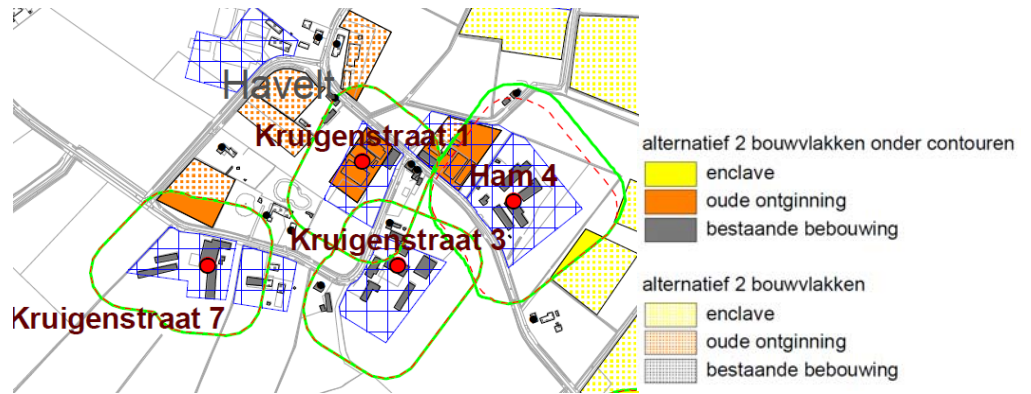 Havelt
Kruigenstraat 1
Ham 4
Kruigenstraat 3
Kruigenstraat 7
alternatief 2 bouwvlakken onder contouren
enclave
oude ontginning
bestaande bebouwing
alternatief 2 bouwvlakken
enclave
oude ontginning
bestaande bebouwing